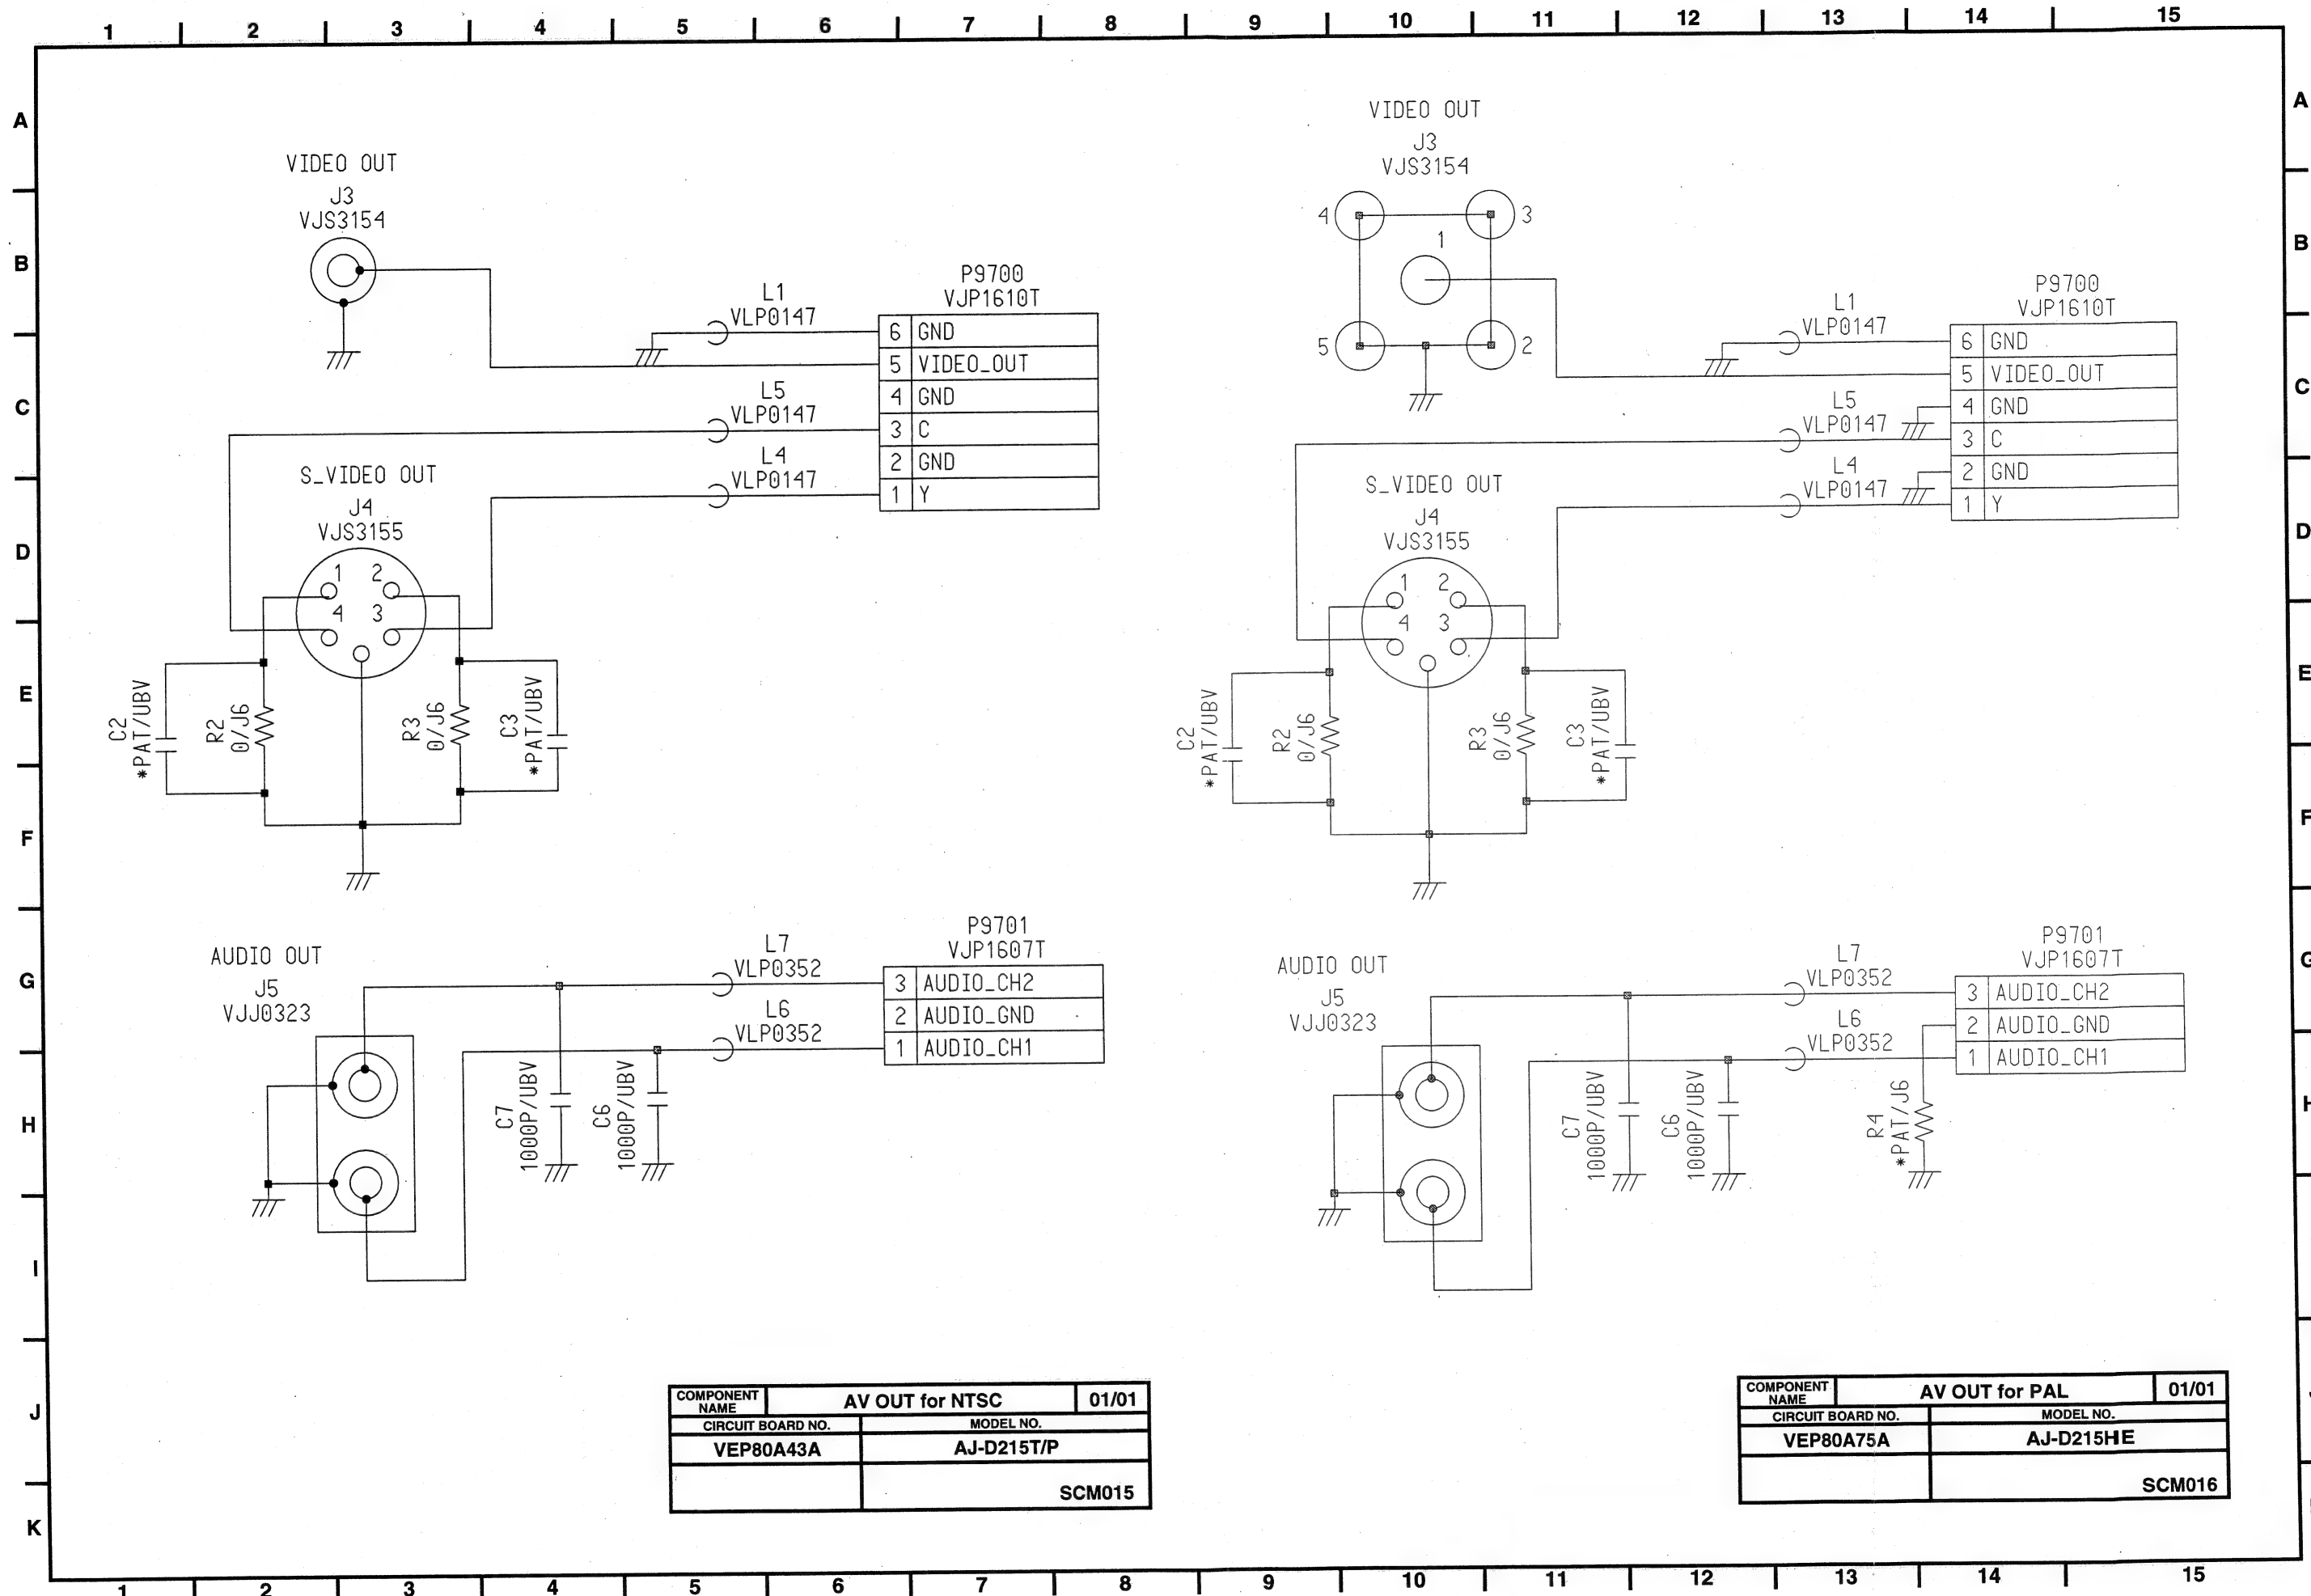 1 2 3 4 5 6 7 8 9 10 11 12 13 14 15
A
B
C
D
E
F
G
H
I
J
K
VIDEO OUT
J3
VJS3154
P9700
VJP1610T
L1
VLP0147
6 GND
5 VIDEO_OUT
L5
VLP0147
4 GND
3 C
L4
VLP0147
2 GND
1 Y
S_VIDEO OUT
J4
VJS3155
1 2
4 3
C2
*PAT/UBV
R2
0/J6
R3
0/J6
C3
*PAT/UBV
AUDIO OUT
J5
VJJ0323
P9701
VJP1607T
L7
VLP0352
3 AUDIO_CH2
2 AUDIO_GND
L6
VLP0352
1 AUDIO_CH1
C7
1000P/UBV
C6
1000P/UBV
COMPONENT NAME
AV OUT for NTSC
01/01
CIRCUIT BOARD NO.
MODEL NO.
VEP80A43A
AJ-D215T/P
SCM015
VIDEO OUT
J3
VJS3154
4 3
1
5 2
P9700
VJP1610T
L1
VLP0147
6 GND
5 VIDEO_OUT
L5
VLP0147
4 GND
3 C
L4
VLP0147
2 GND
1 Y
S_VIDEO OUT
J4
VJS3155
1 2
4 3
C2
*PAT/UBV
R2
0/J6
R3
0/J6
C3
*PAT/UBV
AUDIO OUT
J5
VJJ0323
P9701
VJP1607T
L7
VLP0352
3 AUDIO_CH2
2 AUDIO_GND
L6
VLP0352
1 AUDIO_CH1
C7
1000P/UBV
C6
1000P/UBV
R4
*PAT/J6
COMPONENT NAME
AV OUT for PAL
01/01
CIRCUIT BOARD NO.
MODEL NO.
VEP80A75A
AJ-D215HE
SCM016
A
B
C
D
E
F
G
H
1 2 3 4 5 6 7 8 9 10 11 12 13 14 15